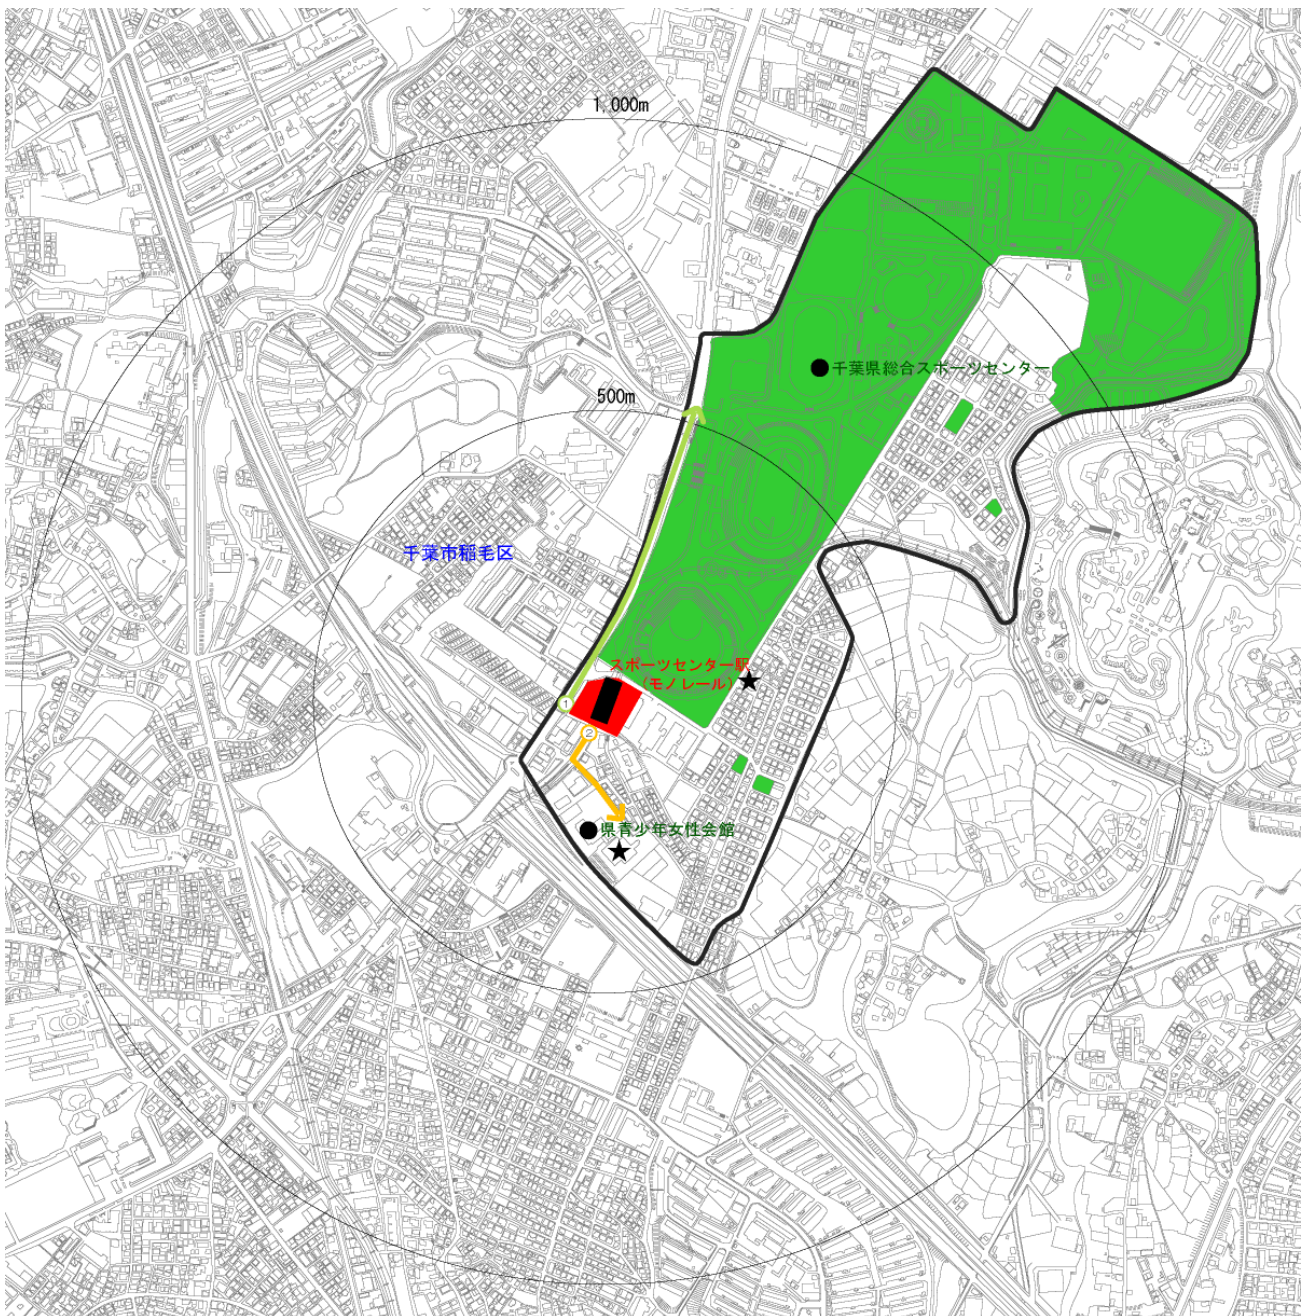 1,000m
千葉県総合スポーツセンター
500m
千葉市稲毛区
スポーツセンター駅
(モノレール)
①
②
県青少年女性会館